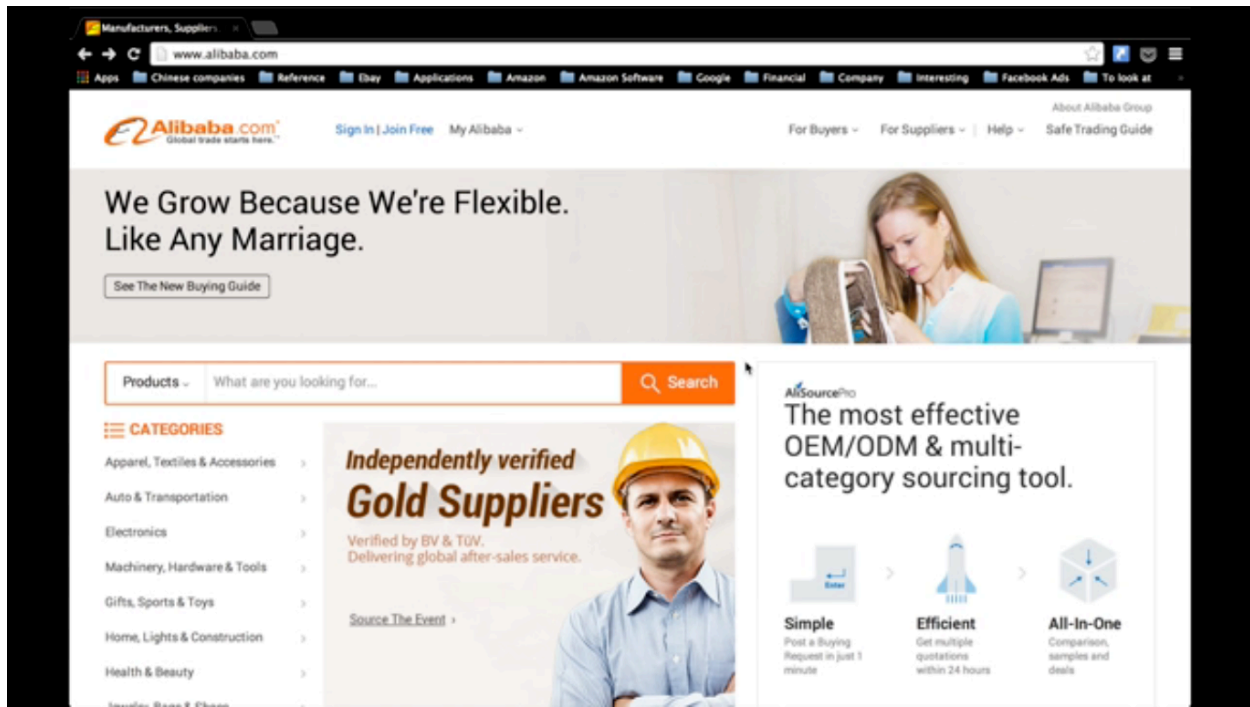 Manufacturers, Suppliers
www.alibaba.com
Apps Chinese companies Reference Ebay Applications Amazon Amazon Software Google Financial Company Interesting Facebook Ads To look at »
About Alibaba Group
Alibaba.com
Global trade starts here.™
Sign In | Join Free My Alibaba
For Buyers For Suppliers | Help Safe Trading Guide
We Grow Because We're Flexible.
Like Any Marriage.
See The New Buying Guide
Products What are you looking for... Search
CATEGORIES
Apparel, Textiles & Accessories
Auto & Transportation
Electronics
Machinery, Hardware & Tools
Gifts, Sports & Toys
Home, Lights & Construction
Health & Beauty
Jewelry, Bags & Shoes
Independently verified
Gold Suppliers
Verified by BV & TüV.
Delivering global after-sales service.
Source The Event ›
AliSourcePro
The most effective
OEM/ODM & multi-
category sourcing tool.
Enter
Simple
Post a Buying
Request in just 1
minute
Efficient
Get multiple
quotations
within 24 hours
All-In-One
Comparison,
samples and
deals